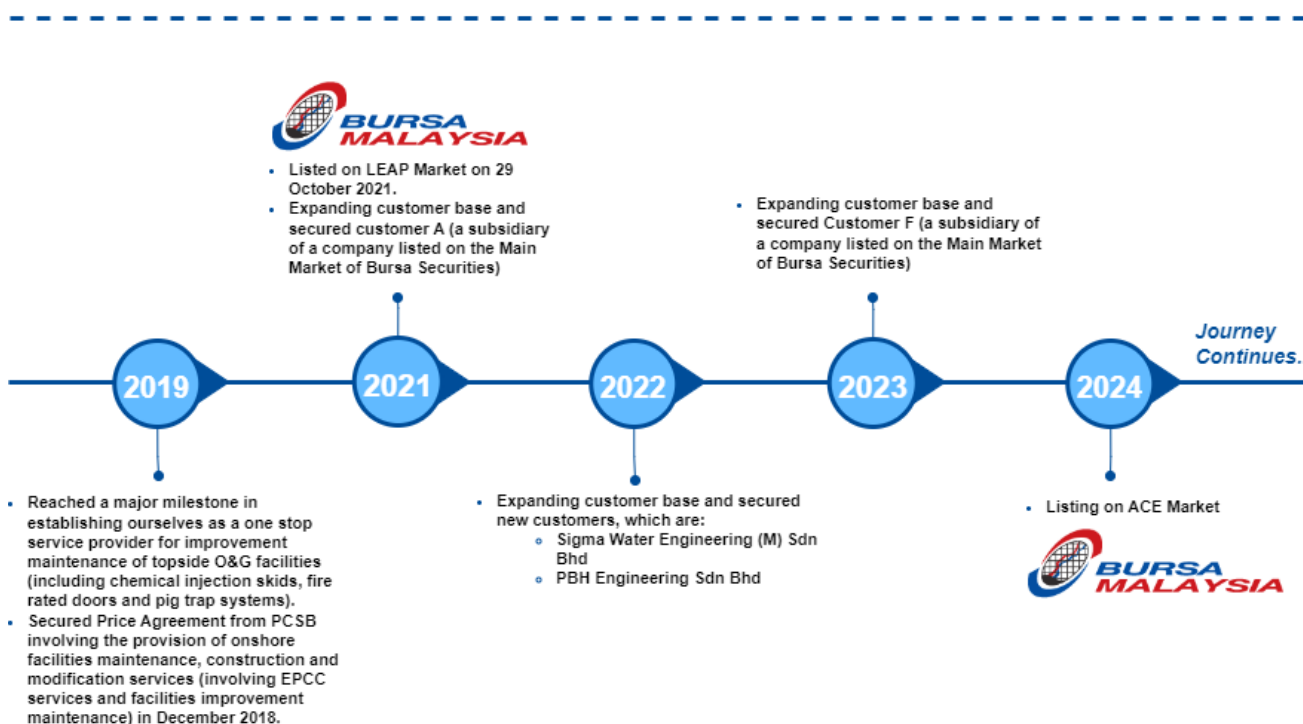 BURSA
MALAYSIA
• Listed on LEAP Market on 29
October 2021.
• Expanding customer base and
secured customer A (a subsidiary
of a company listed on the Main
Market of Bursa Securities)
• Expanding customer base and
secured Customer F (a subsidiary of
a company listed on the Main Market
of Bursa Securities)
Journey
Continues.
2019
2021
2022
2023
2024
• Reached a major milestone in
establishing ourselves as a one stop
service provider for improvement
maintenance of topside O&G facilities
(including chemical injection skids, fire
rated doors and pig trap systems).
• Secured Price Agreement from PCSB
involving the provision of onshore
facilities maintenance, construction and
modification services (involving EPCC
services and facilities improvement
maintenance) in December 2018.
• Expanding customer base and secured
new customers, which are:
Sigma Water Engineering (M) Sdn
Bhd
PBH Engineering Sdn Bhd
• Listing on ACE Market
BURSA
MALAYSIA